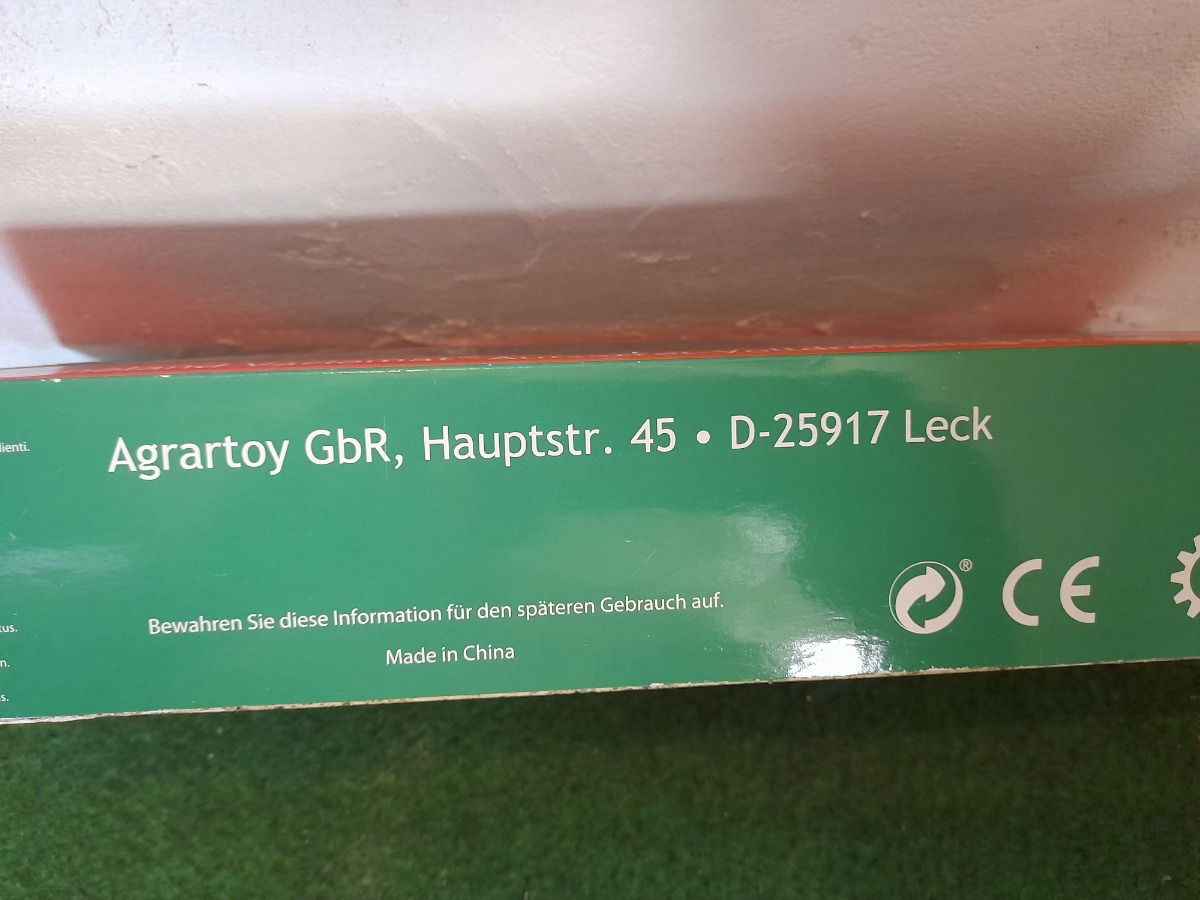 Agrartoy GbR, Hauptstr. 45 • D-25917 Leck
Bewahren Sie diese Information für den späteren Gebrauch auf.
Made in China
®
CE